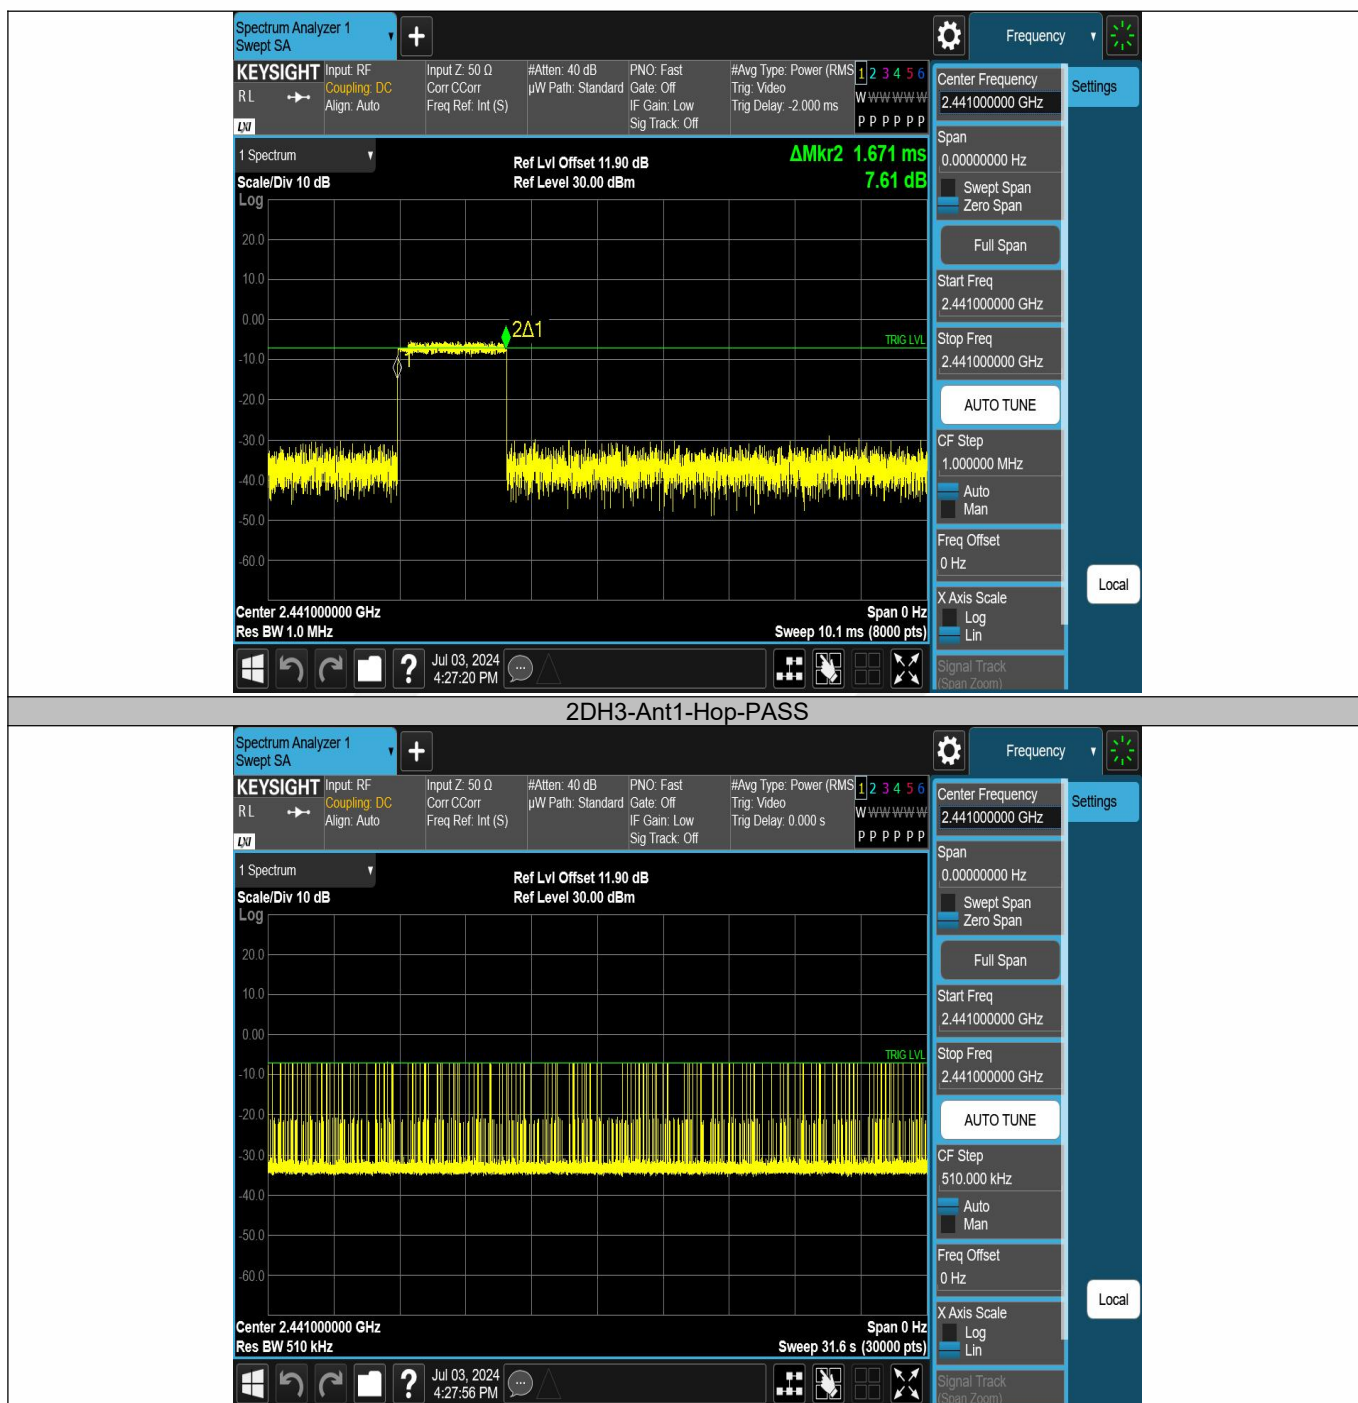 Spectrum Analyzer 1
Swept SA
Frequency
KEYSIGHT
R L
LXI
Input: RF
Coupling: DC
Align: Auto
Input Z: 50 Ω
Corr CCorr
Freq Ref: Int (S)
#Atten: 40 dB
µW Path: Standard
PNO: Fast
Gate: Off
IF Gain: Low
Sig Track: Off
#Avg Type: Power (RMS
Trig: Video
Trig Delay: -2.000 ms
1 2 3 4 5 6
W W W W W W
P P P P P P
Center Frequency
2.441000000 GHz
Settings
Span
0.00000000 Hz
Swept Span
Zero Span
Full Span
Start Freq
2.441000000 GHz
Stop Freq
2.441000000 GHz
AUTO TUNE
CF Step
1.000000 MHz
Auto
Man
Freq Offset
0 Hz
X Axis Scale
Log
Lin
Signal Track
(Span Zoom)
Local
1 Spectrum
Scale/Div 10 dB
Log
Ref Lvl Offset 11.90 dB
Ref Level 30.00 dBm
ΔMkr2 1.671 ms
7.61 dB
20.0
10.0
0.00
-10.0
-20.0
-30.0
-40.0
-50.0
-60.0
2Δ1
TRIG LVL
Center 2.441000000 GHz
Res BW 1.0 MHz
Span 0 Hz
Sweep 10.1 ms (8000 pts)
?
Jul 03, 2024
4:27:20 PM
2DH3-Ant1-Hop-PASS
Spectrum Analyzer 1
Swept SA
Frequency
KEYSIGHT
R L
LXI
Input: RF
Coupling: DC
Align: Auto
Input Z: 50 Ω
Corr CCorr
Freq Ref: Int (S)
#Atten: 40 dB
µW Path: Standard
PNO: Fast
Gate: Off
IF Gain: Low
Sig Track: Off
#Avg Type: Power (RMS
Trig: Video
Trig Delay: 0.000 s
1 2 3 4 5 6
W W W W W W
P P P P P P
Center Frequency
2.441000000 GHz
Settings
Span
0.00000000 Hz
Swept Span
Zero Span
Full Span
Start Freq
2.441000000 GHz
Stop Freq
2.441000000 GHz
AUTO TUNE
CF Step
510.000 kHz
Auto
Man
Freq Offset
0 Hz
X Axis Scale
Log
Lin
Signal Track
(Span Zoom)
Local
1 Spectrum
Scale/Div 10 dB
Log
Ref Lvl Offset 11.90 dB
Ref Level 30.00 dBm
20.0
10.0
0.00
-10.0
-20.0
-30.0
-40.0
-50.0
-60.0
TRIG LVL
Center 2.441000000 GHz
Res BW 510 kHz
Span 0 Hz
Sweep 31.6 s (30000 pts)
?
Jul 03, 2024
4:27:56 PM